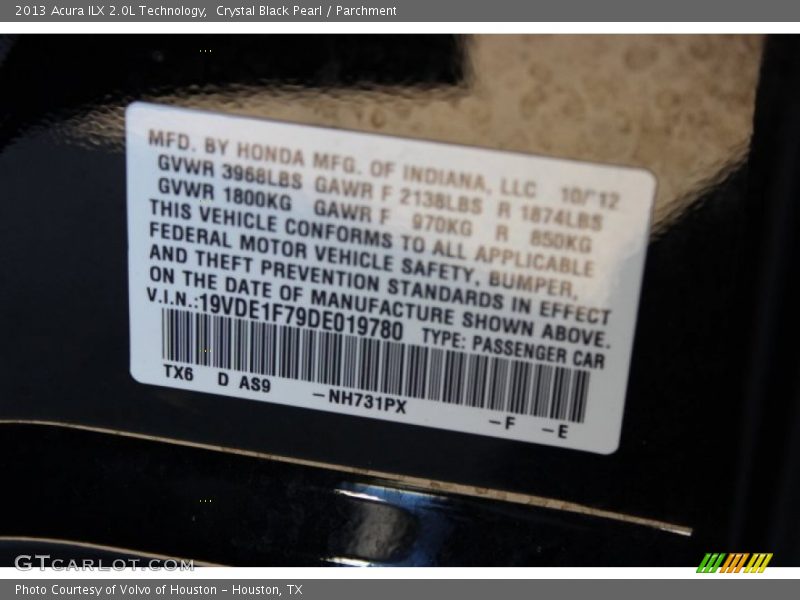 2013 Acura ILX 2.0L Technology,  Crystal Black Pearl / Parchment
MFD. BY HONDA MFG. OF INDIANA, LLC 10/'12
GVWR 3968LBS GAWR F 2138LBS R 1874LBS
GVWR 1800KG GAWR F 970KG R 850KG
THIS VEHICLE CONFORMS TO ALL APPLICABLE
FEDERAL MOTOR VEHICLE SAFETY, BUMPER,
AND THEFT PREVENTION STANDARDS IN EFFECT
ON THE DATE OF MANUFACTURE SHOWN ABOVE.
V.I.N.:19VDE1F79DE019780 TYPE: PASSENGER CAR
TX6 D AS9 -NH731PX -F -E
GTCARLOT.COM
Photo Courtesy of Volvo of Houston - Houston, TX